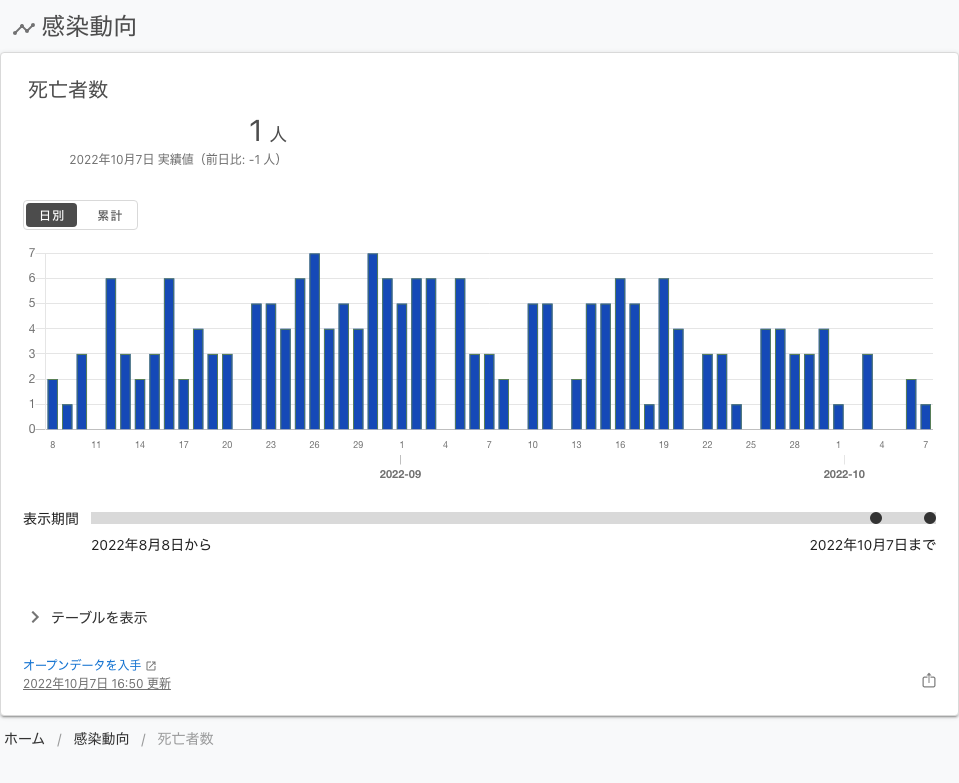 感染動向
死亡者数
1 人
2022年10月7日 実績値（前日比: -1 人）
日別 累計
7
6
5
4
3
2
1
0
8 11 14 17 20 23 26 29 1 4 7 10 13 16 19 22 25 28 1 4 7
2022-09 2022-10
表示期間
2022年8月8日から 2022年10月7日まで
テーブルを表示
オープンデータを入手
2022年10月7日 16:50 更新
ホーム / 感染動向 / 死亡者数